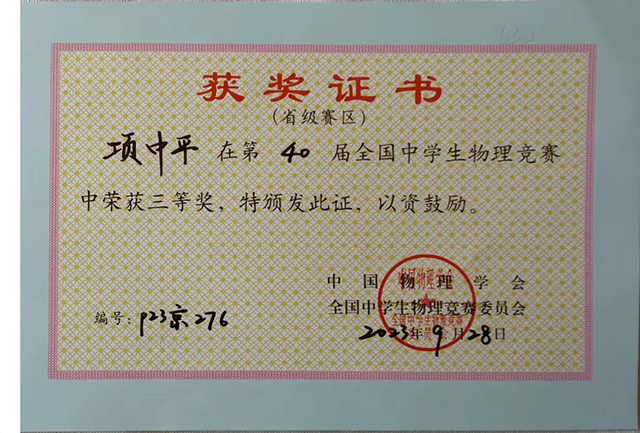 获奖证书
(省级赛区)
项中平 在第 40 届全国中学生物理竞赛
中荣获三等奖，特颁发此证，以资鼓励。
中国物理学会
全国中学生物理竞赛委员会
编号: P23京276
2023年9月28日